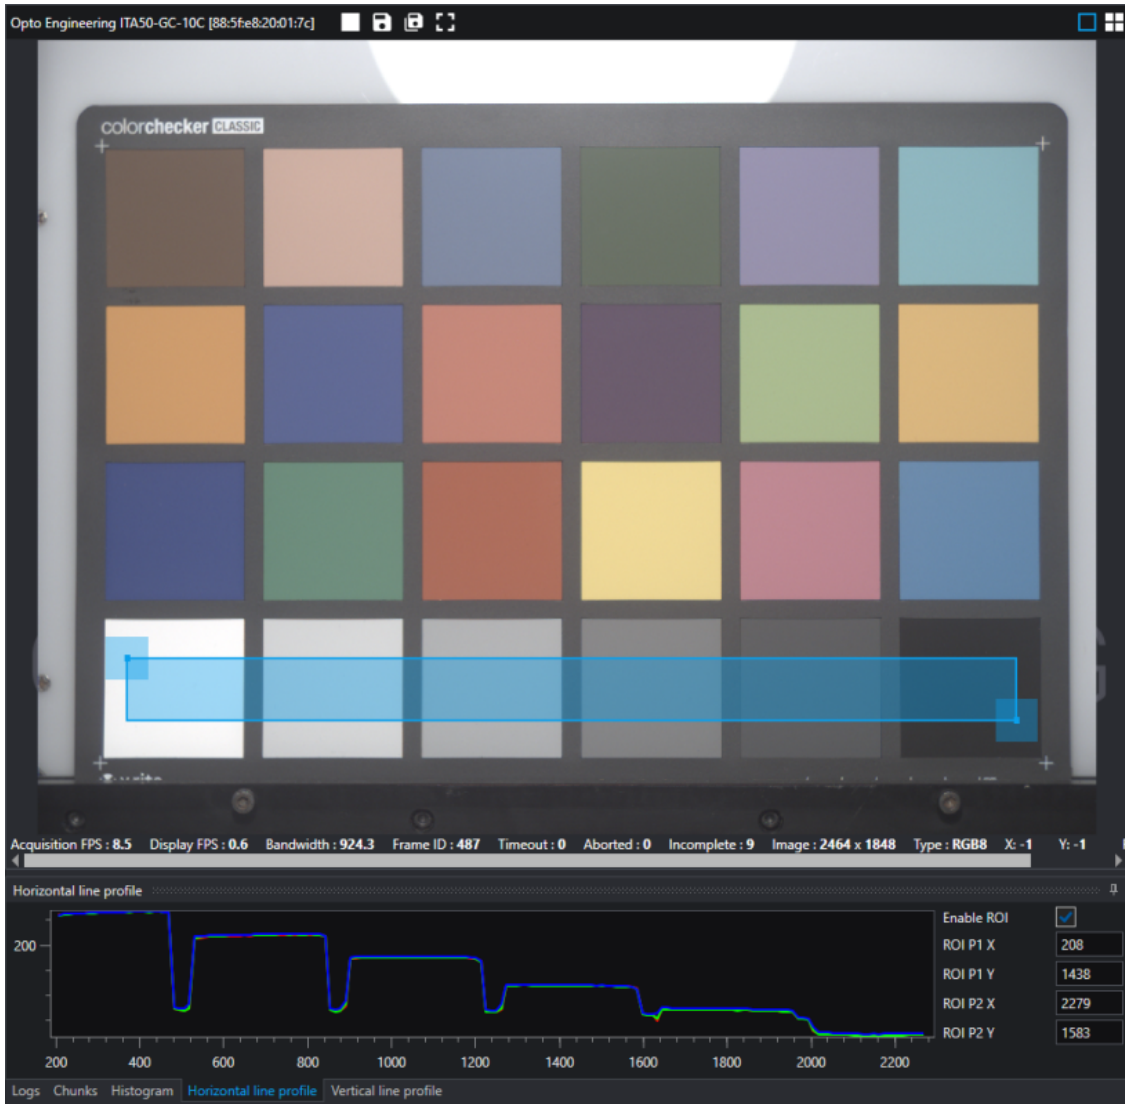 Opto Engineering ITA50-GC-10C [88:5f:e8:20:01:7c]
colorchecker CLASSIC
Acquisition FPS : 8.5 Display FPS : 0.6 Bandwidth : 924.3 Frame ID : 487 Timeout : 0 Aborted : 0 Incomplete : 9 Image : 2464 x 1848 Type : RGB8 X: -1 Y: -1
Horizontal line profile
Enable ROI
200
ROI P1 X 208
ROI P1 Y 1438
ROI P2 X 2279
ROI P2 Y 1583
200 400 600 800 1000 1200 1400 1600 1800 2000 2200
Logs Chunks Histogram Horizontal line profile Vertical line profile